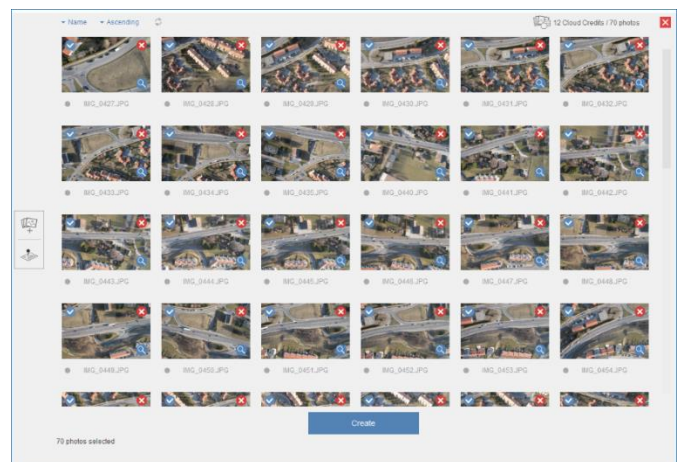 Name Ascending 12 Cloud Credits / 70 photos
IMG_0427.JPG IMG_0428.JPG IMG_0429.JPG IMG_0430.JPG IMG_0431.JPG IMG_0432.JPG
IMG_0433.JPG IMG_0434.JPG IMG_0435.JPG IMG_0440.JPG IMG_0441.JPG IMG_0442.JPG
IMG_0443.JPG IMG_0444.JPG IMG_0445.JPG IMG_0446.JPG IMG_0447.JPG IMG_0448.JPG
IMG_0449.JPG IMG_0450.JPG IMG_0451.JPG IMG_0452.JPG IMG_0453.JPG IMG_0454.JPG
Create
70 photos selected